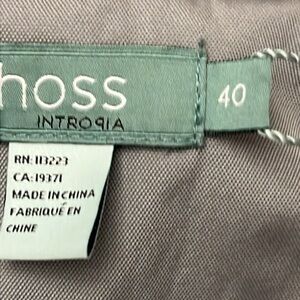 hoss
INTROPIA
40
RN: 113223
CA: 19371
MADE IN CHINA
FABRIQUÉ EN
CHINE